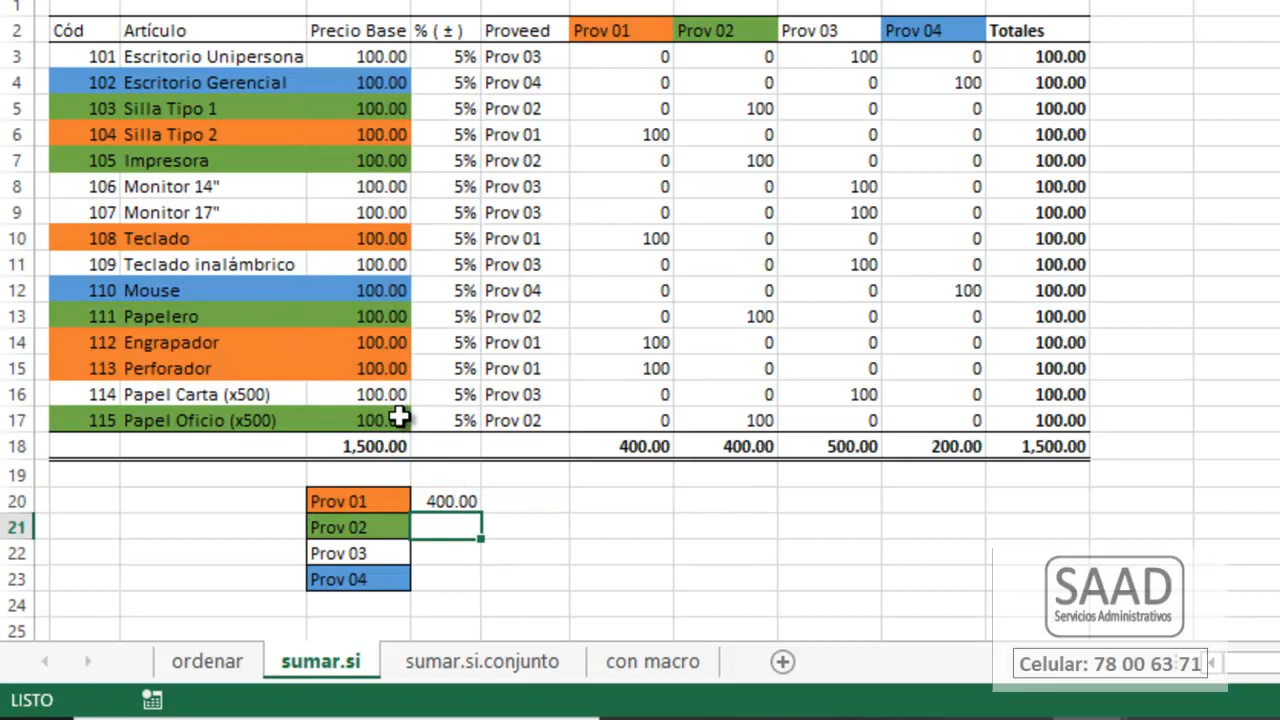 1
2 Cód Artículo Precio Base % ( ± ) Proveed Prov 01 Prov 02 Prov 03 Prov 04 Totales
3 101 Escritorio Unipersona 100.00 5% Prov 03 0 0 100 0 100.00
4 102 Escritorio Gerencial 100.00 5% Prov 04 0 0 0 100 100.00
5 103 Silla Tipo 1 100.00 5% Prov 02 0 100 0 0 100.00
6 104 Silla Tipo 2 100.00 5% Prov 01 100 0 0 0 100.00
7 105 Impresora 100.00 5% Prov 02 0 100 0 0 100.00
8 106 Monitor 14" 100.00 5% Prov 03 0 0 100 0 100.00
9 107 Monitor 17" 100.00 5% Prov 03 0 0 100 0 100.00
10 108 Teclado 100.00 5% Prov 01 100 0 0 0 100.00
11 109 Teclado inalámbrico 100.00 5% Prov 03 0 0 100 0 100.00
12 110 Mouse 100.00 5% Prov 04 0 0 0 100 100.00
13 111 Papelero 100.00 5% Prov 02 0 100 0 0 100.00
14 112 Engrapador 100.00 5% Prov 01 100 0 0 0 100.00
15 113 Perforador 100.00 5% Prov 01 100 0 0 0 100.00
16 114 Papel Carta (x500) 100.00 5% Prov 03 0 0 100 0 100.00
17 115 Papel Oficio (x500) 100. 5% Prov 02 0 100 0 0 100.00
18 1,500.00 400.00 400.00 500.00 200.00 1,500.00
19
20 Prov 01 400.00
21 Prov 02
22 Prov 03
23 Prov 04
24
25
SAAD
Servicios Administrativos
Celular: 78 00 63 71
ordenar sumar.si sumar.si.conjunto con macro
LISTO